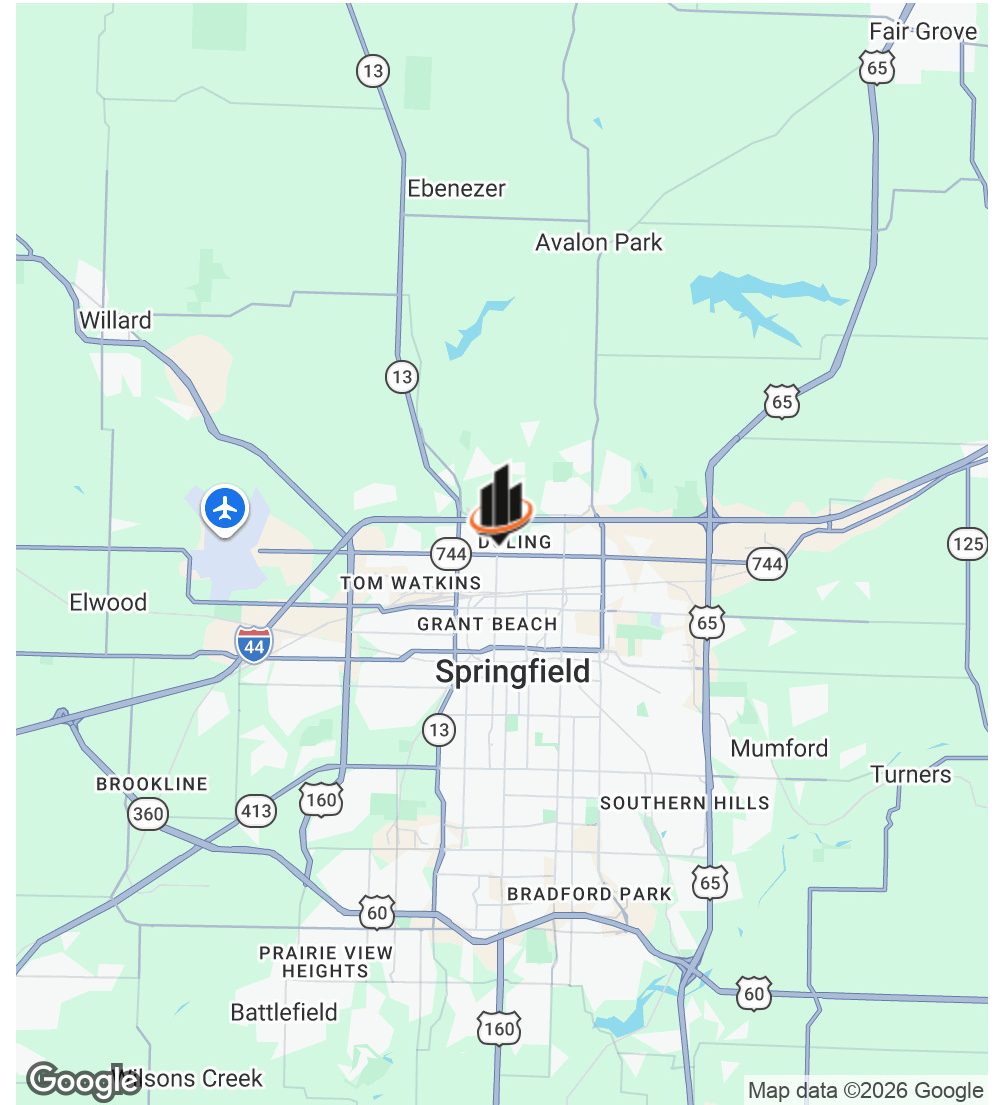 Fair Grove
65
13
Ebenezer
Avalon Park
Willard
13
65
744
125
744
TOM WATKINS
Elwood
GRANT BEACH
65
44
Springfield
13
Mumford
Turners
BROOKLINE
160
SOUTHERN HILLS
360
413
65
BRADFORD PARK
60
PRAIRIE VIEW
HEIGHTS
60
Battlefield
160
Google
Creek
Map data ©2026 Google